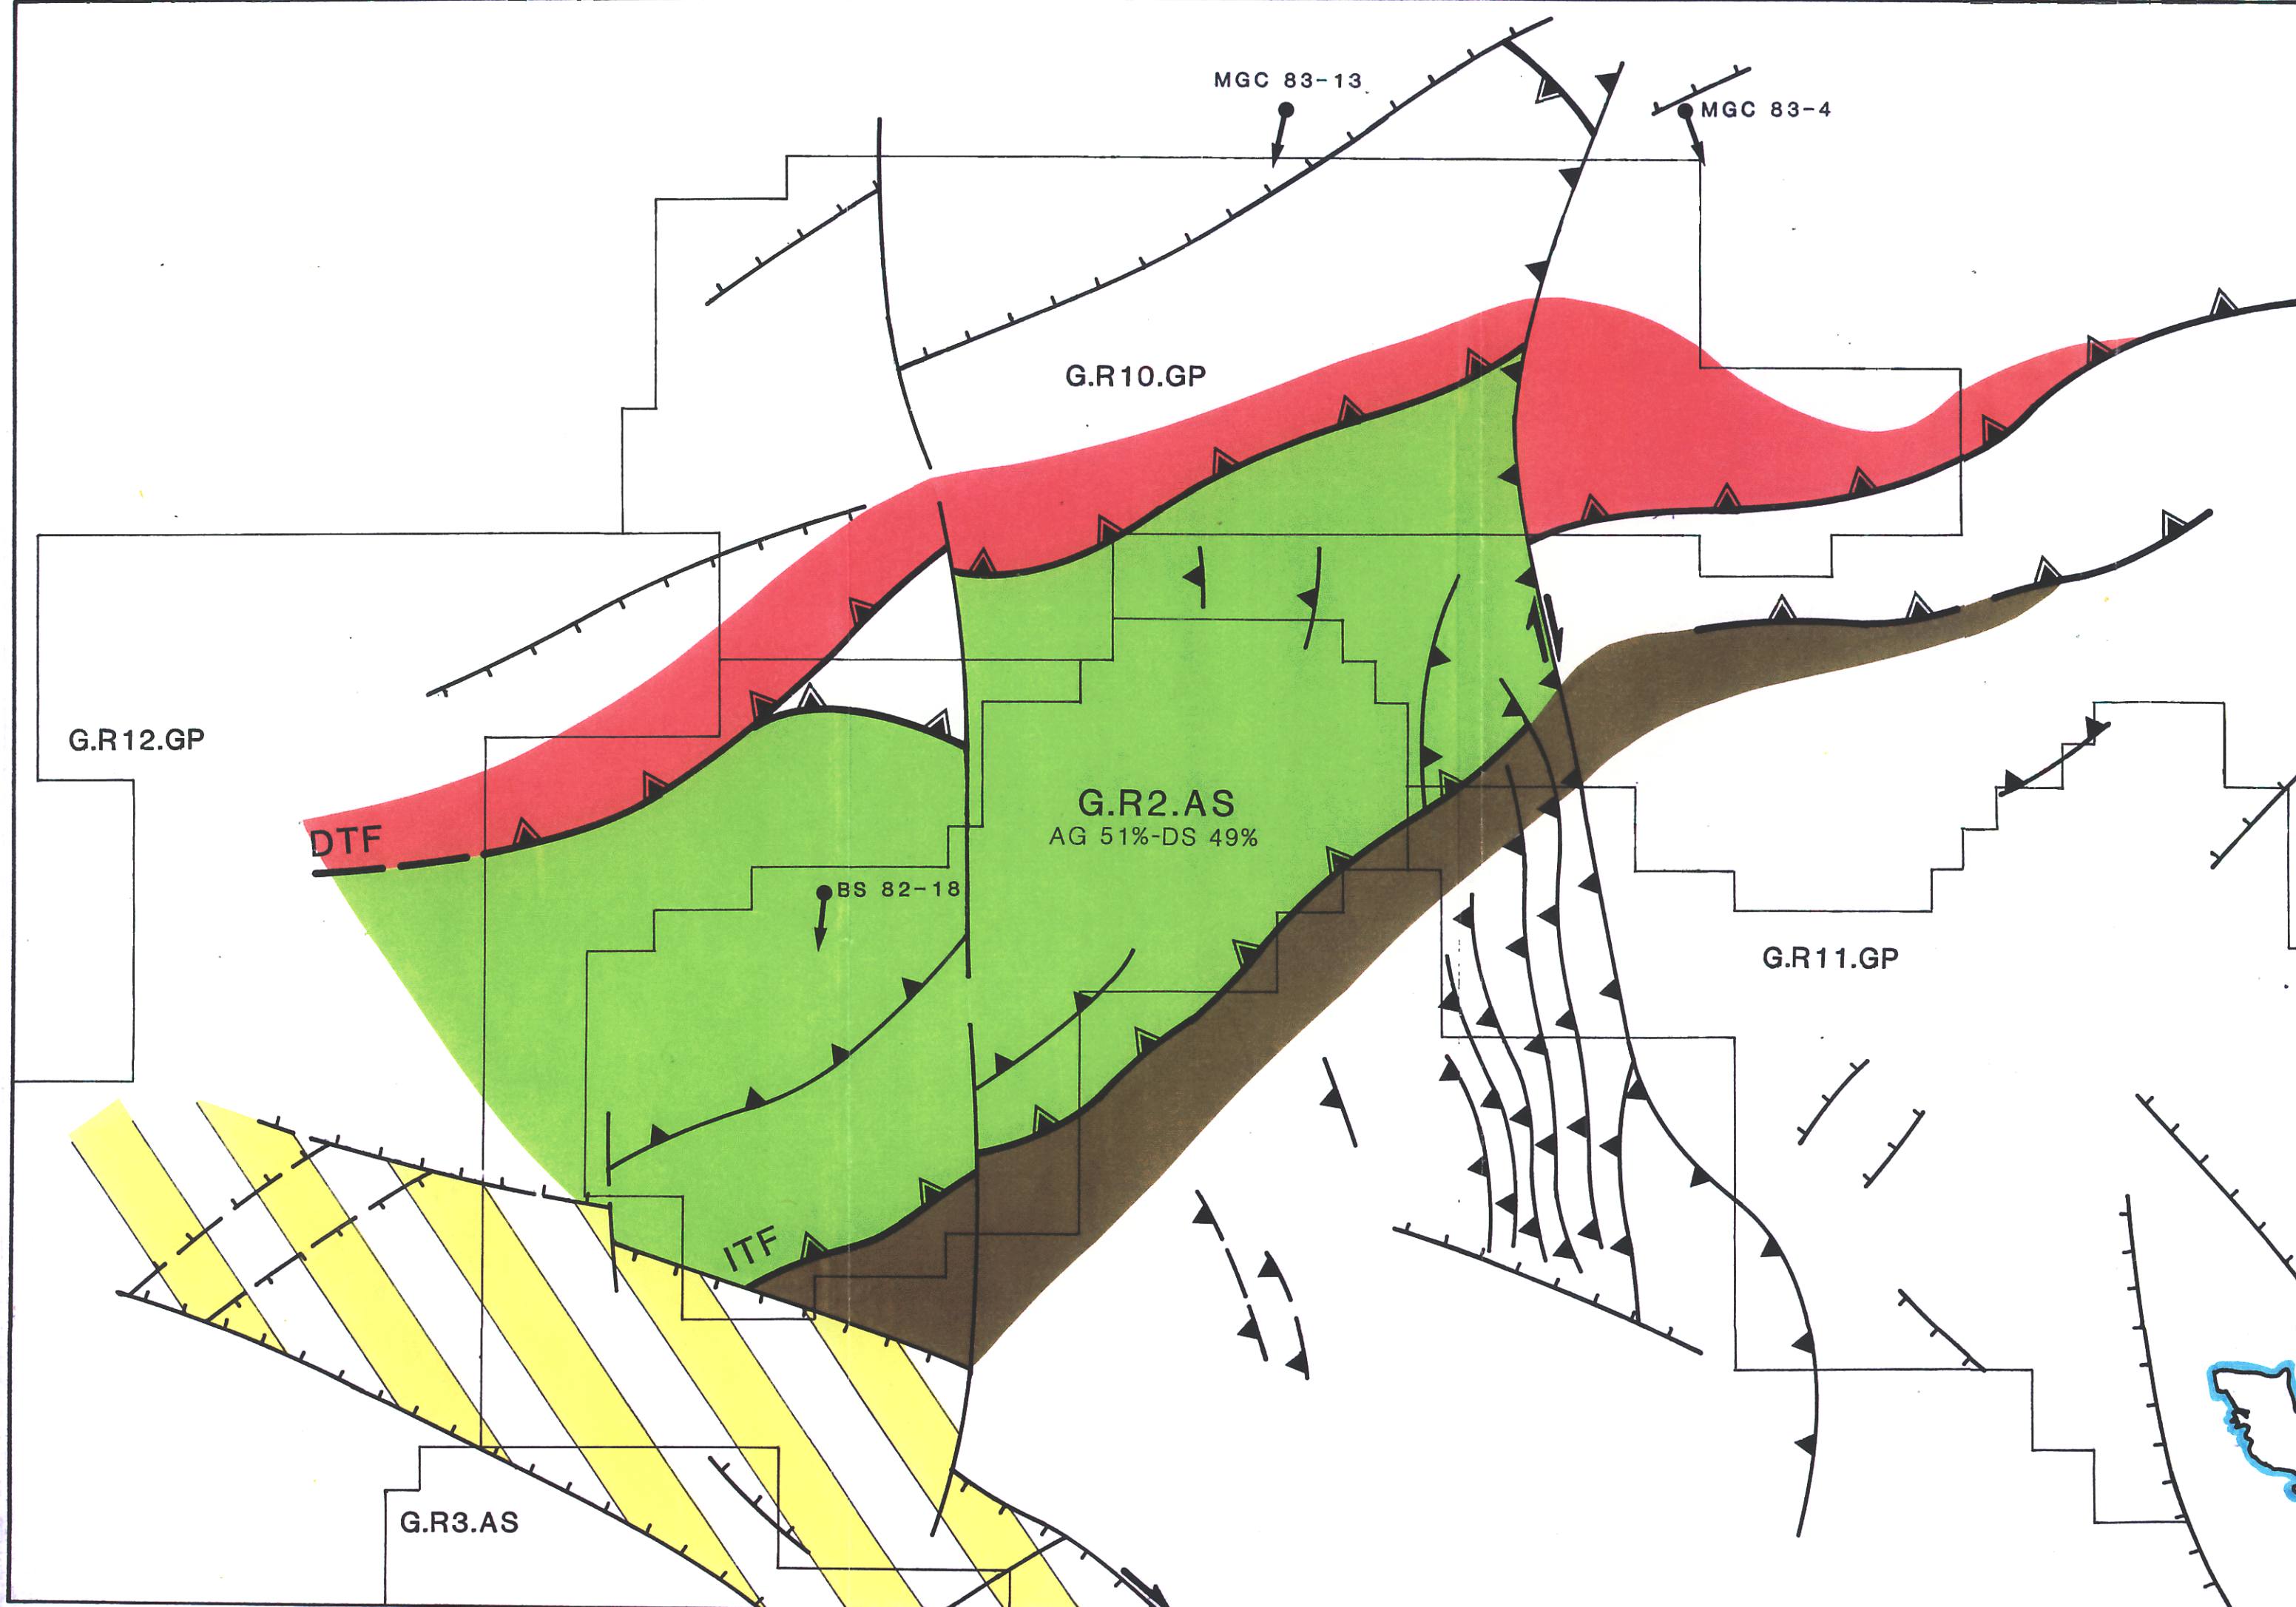 MGC 83-13
MGC 83-4
G.R10.GP
G.R12.GP
DTF
G.R2.AS
AG 51%-DS 49%
BS 82-18
G.R11.GP
ITF
G.R3.AS